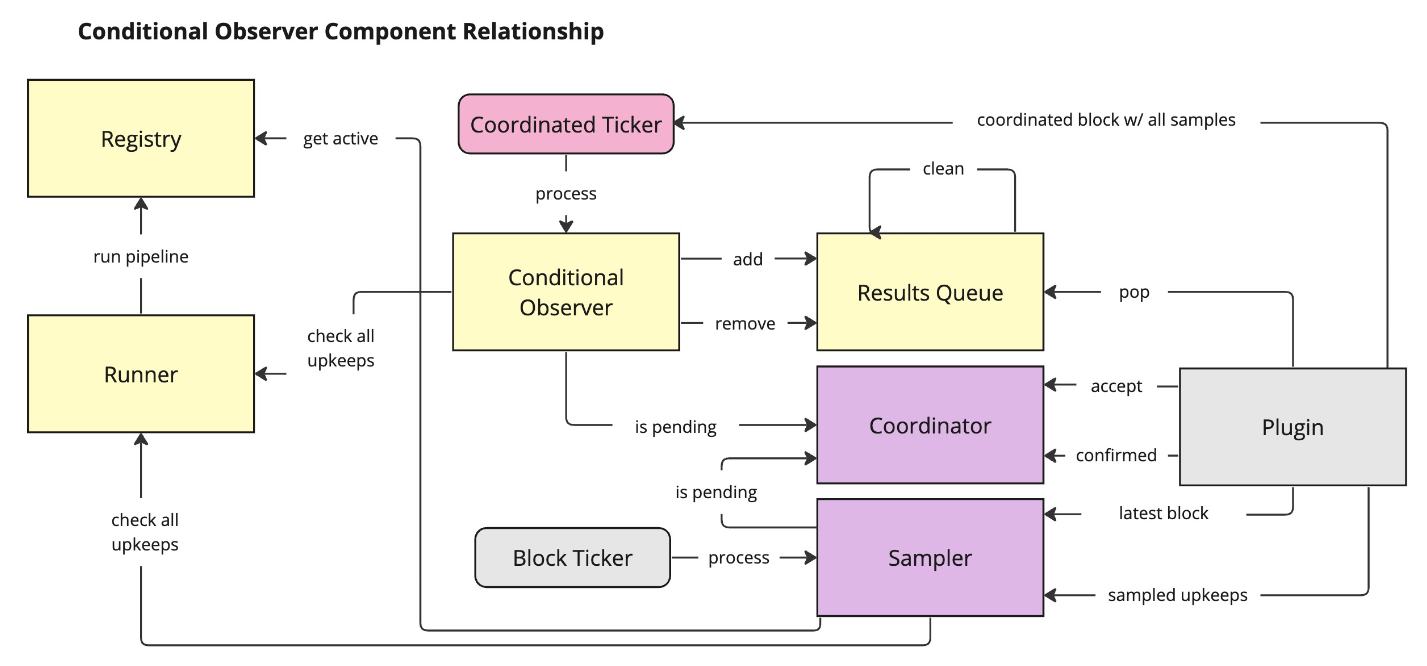 Conditional Observer Component Relationship
Registry
get active
Coordinated Ticker
coordinated block w/ all samples
process
clean
run pipeline
Conditional
Observer
add
remove
Results Queue
pop
check all
upkeeps
Runner
is pending
Coordinator
accept
confirmed
Plugin
is pending
check all
upkeeps
Block Ticker
process
Sampler
latest block
sampled upkeeps